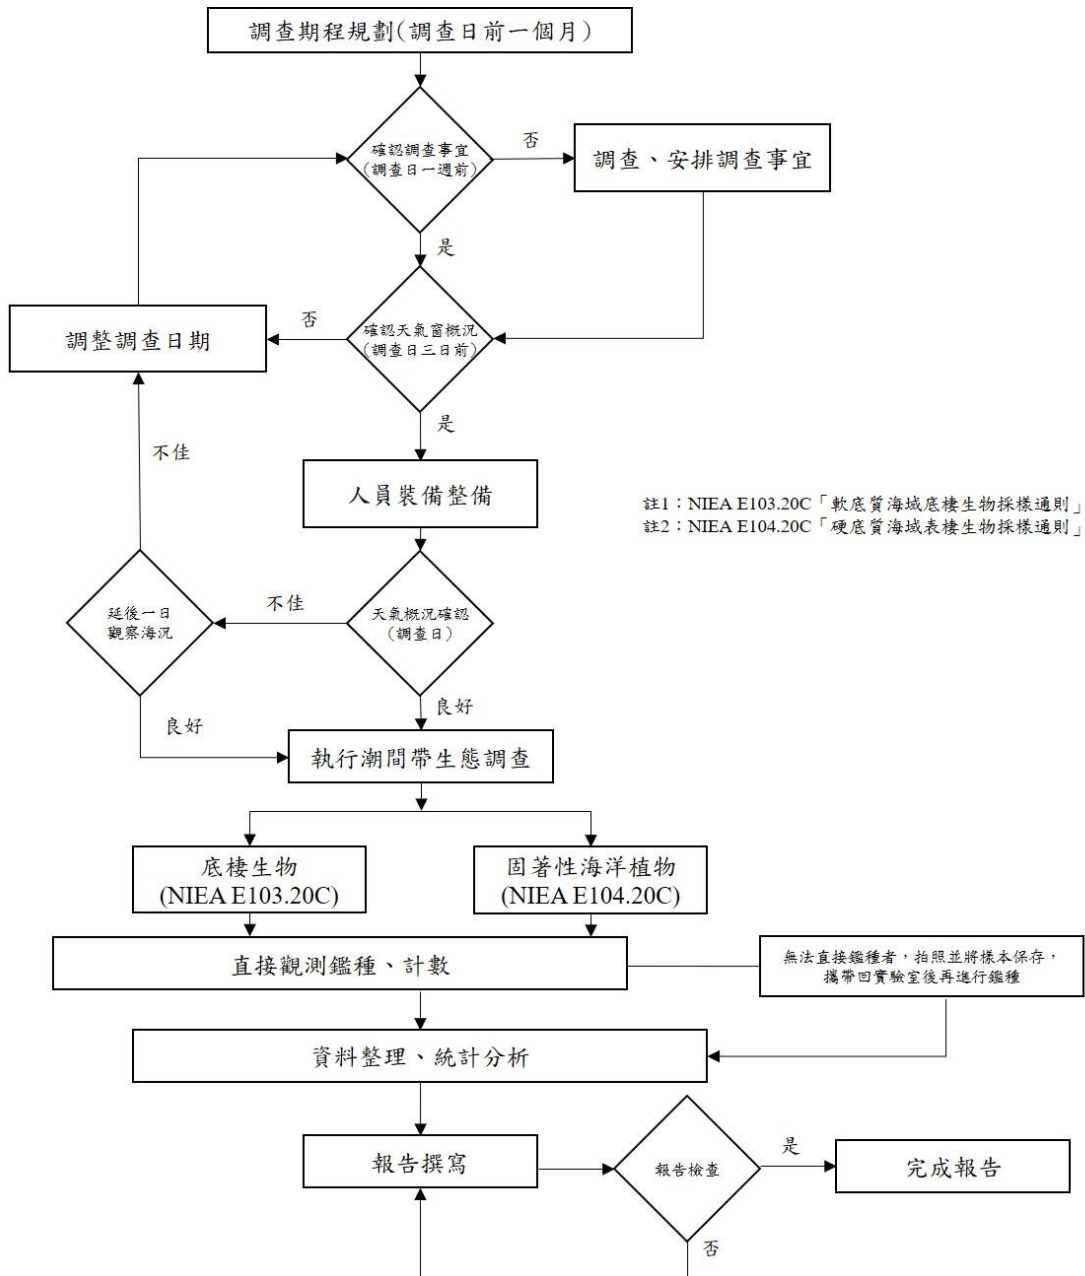 調查期程規劃(調查日前一個月)
確認調查事宜
(調查日一週前)
否
調查、安排調查事宜
是
確認天氣窗概況
(調查日三日前)
否
調整調查日期
是
不佳
人員裝備整備
註1：NIEA E103.20C「軟底質海域底棲生物採樣通則」
註2：NIEA E104.20C「硬底質海域表棲生物採樣通則」
延後一日
觀察海況
不佳
天氣概況確認
(調查日)
良好
良好
執行潮間帶生態調查
底棲生物
(NIEA E103.20C)
固著性海洋植物
(NIEA E104.20C)
直接觀測鑑種、計數
無法直接鑑種者，拍照並將樣本保存，
攜帶回實驗室後再進行鑑種
資料整理、統計分析
報告撰寫
報告檢查
是
完成報告
否